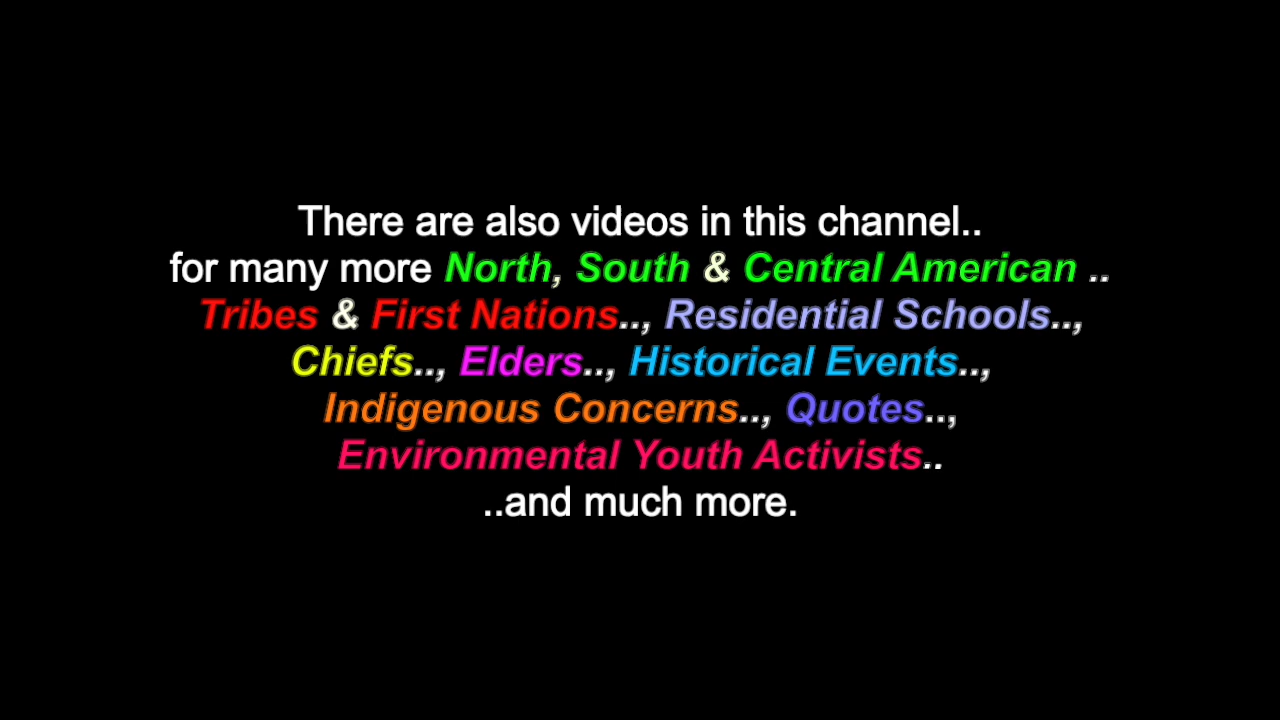 There are also videos in this channel..
for many more North, South & Central American ..
Tribes & First Nations.., Residential Schools..,
Chiefs.., Elders.., Historical Events..,
Indigenous Concerns.., Quotes..,
Environmental Youth Activists..
..and much more.